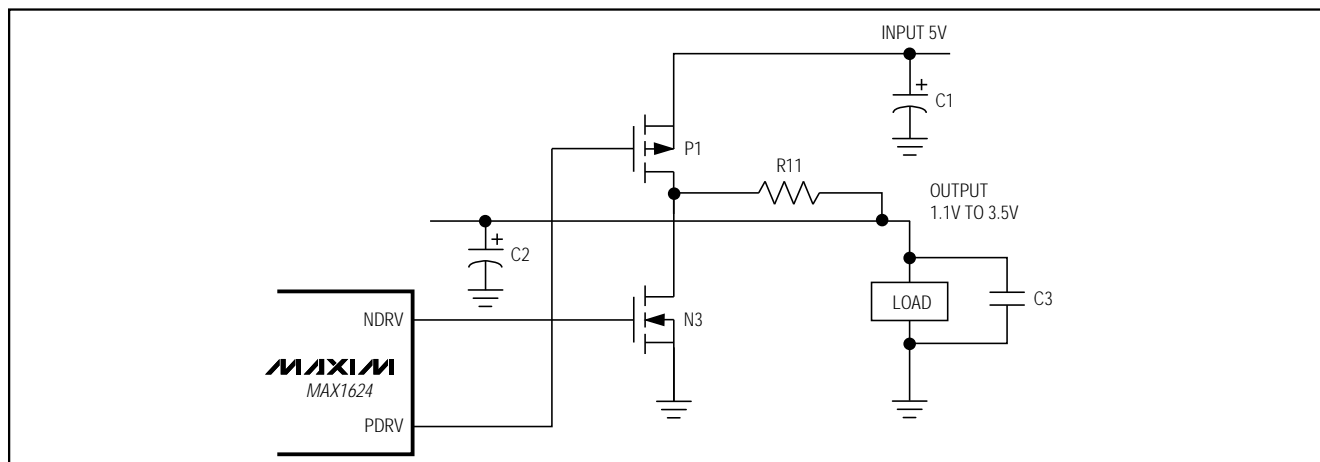 INPUT 5V
+
C1
P1
R11
OUTPUT
1.1V TO 3.5V
+
C2
LOAD
C3
NDRV
N3
MAXIM
MAX1624
PDRV